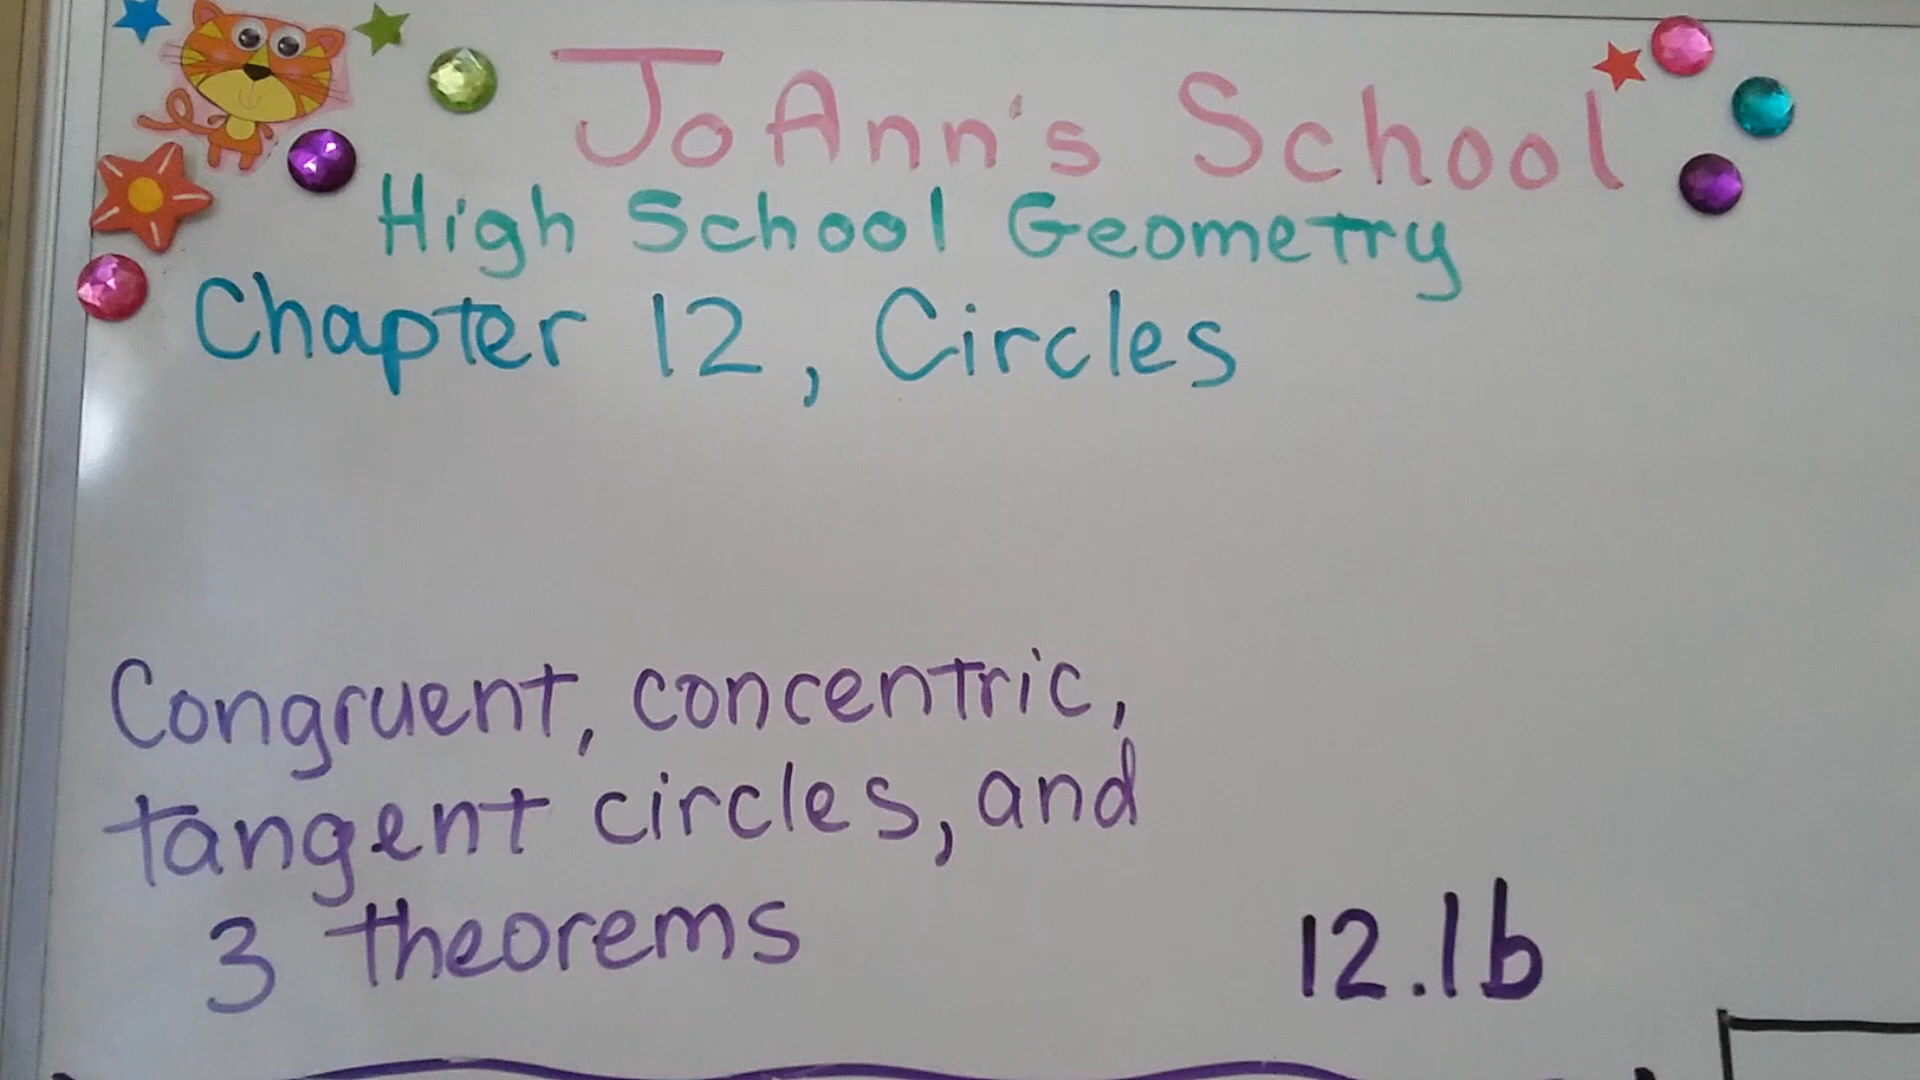 JoAnn's School
High School Geometry
Chapter 12, Circles
Congruent, concentric,
tangent circles, and
3 theorems
12.1b